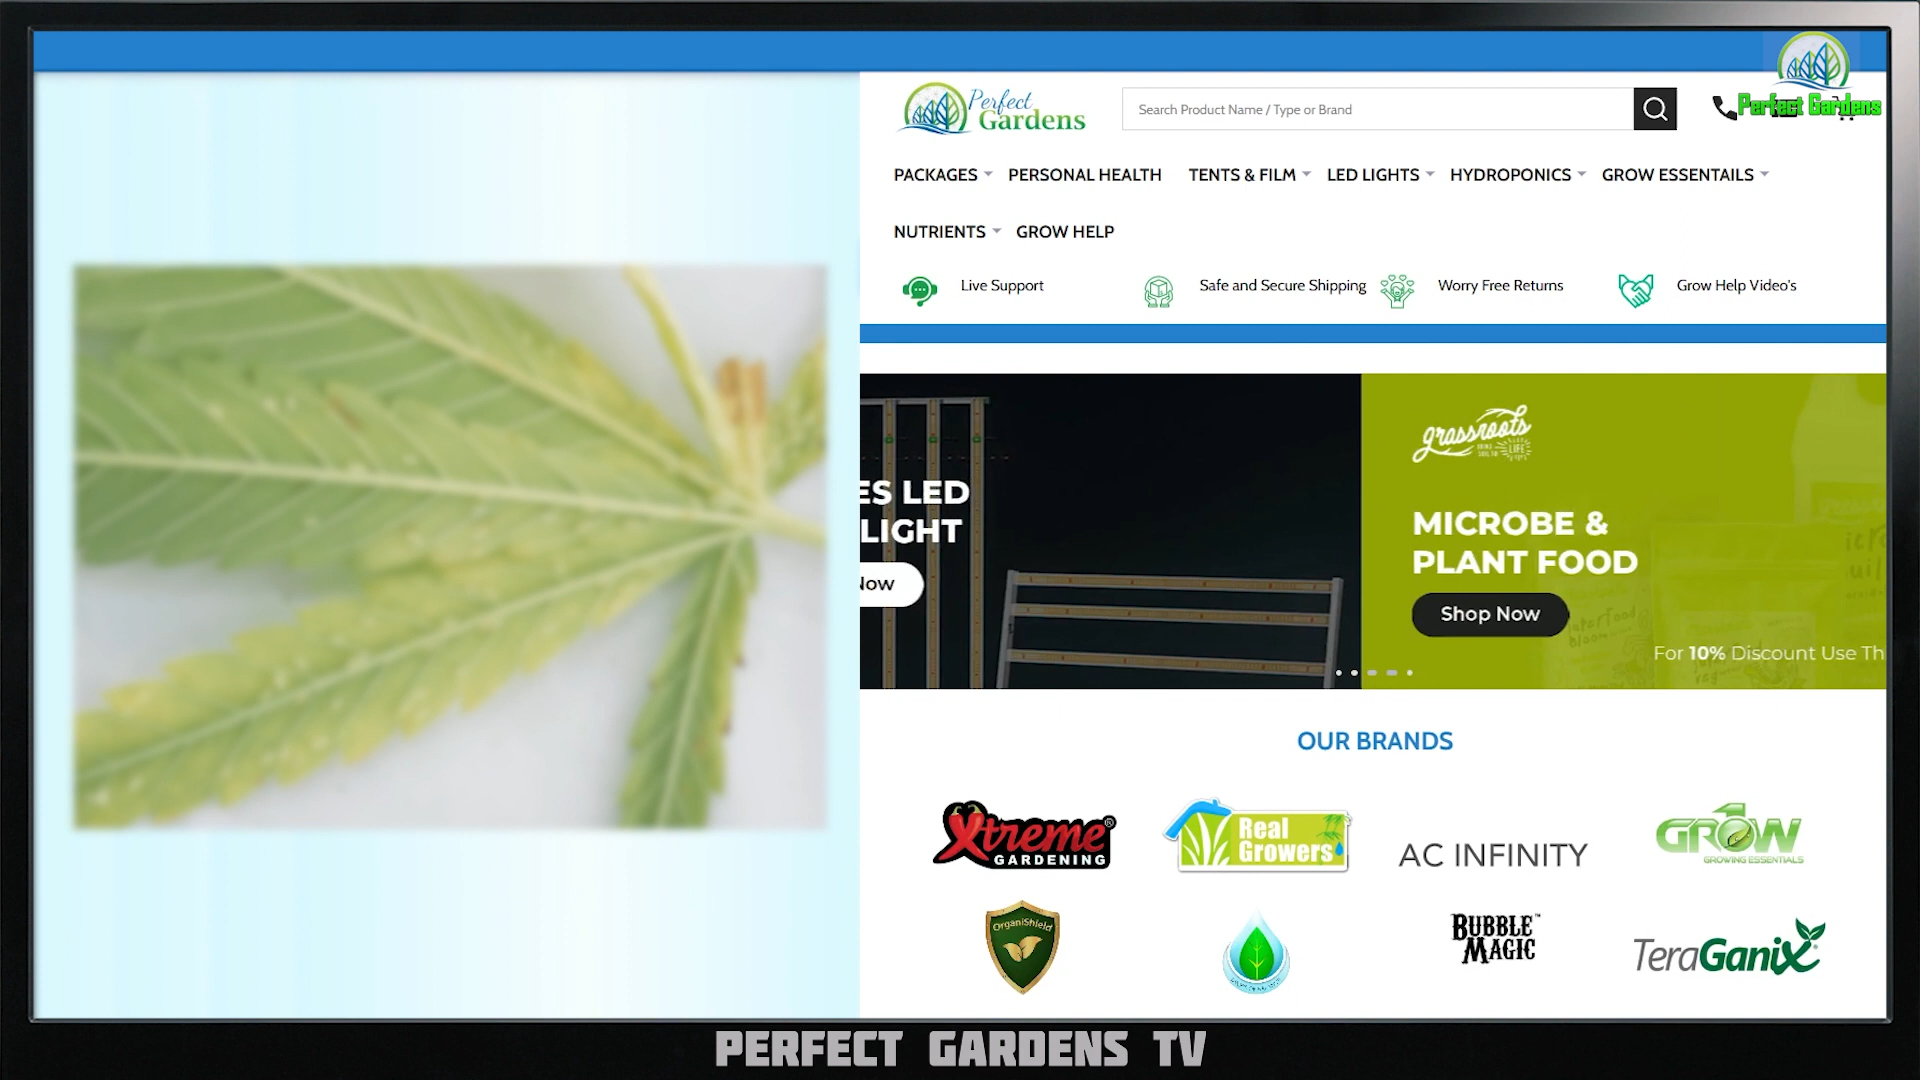 Perfect
Gardens
Search Product Name / Type or Brand
Perfect Gardens
PACKAGES
PERSONAL HEALTH
TENTS & FILM
LED LIGHTS
HYDROPONICS
GROW ESSENTAILS
NUTRIENTS
GROW HELP
Live Support
Safe and Secure Shipping
Worry Free Returns
Grow Help Video's
ES LED
LIGHT
Now
grassroots
LIFE
MICROBE &
PLANT FOOD
Shop Now
For 10% Discount Use Th
OUR BRANDS
Xtreme®
GARDENING
Real
Growers
AC INFINITY
GROW
GROWING ESSENTIALS
OrganiShield
BUBBLE™
MAGIC
TeraGanix
PERFECT GARDENS TV